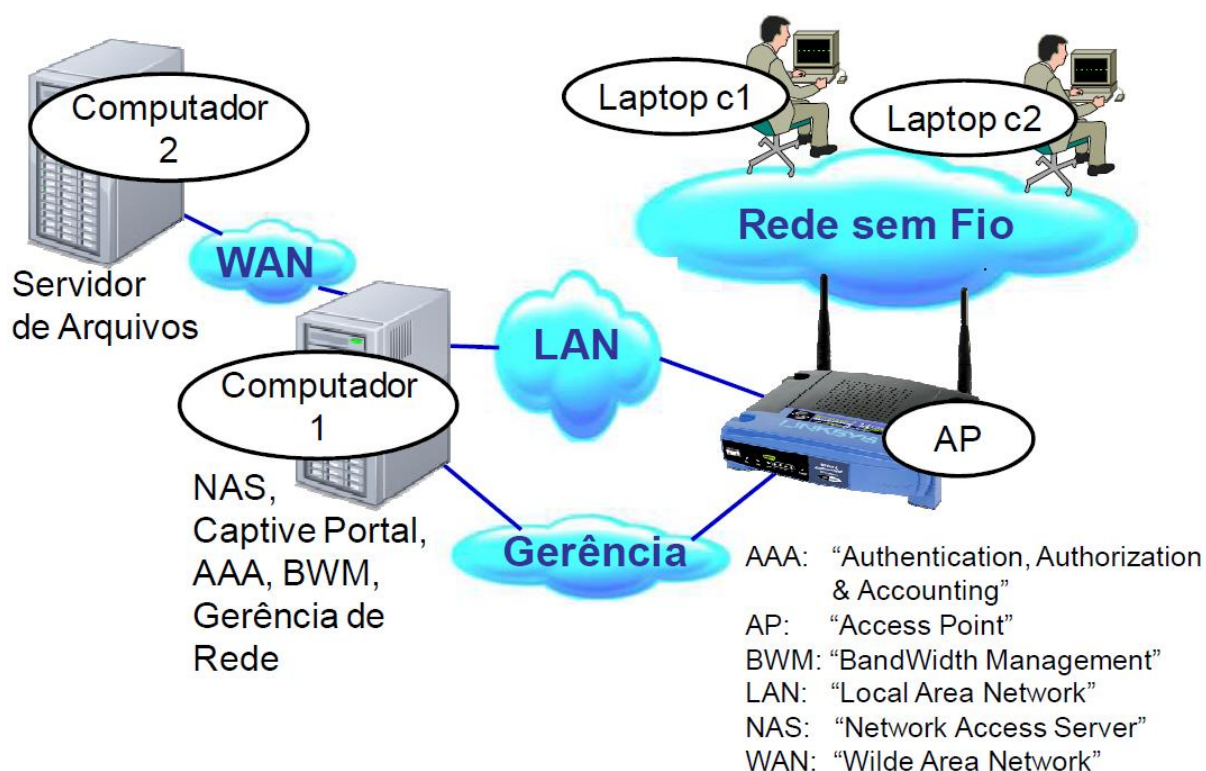 Computador
2
Servidor
de Arquivos
WAN
Computador
1
NAS,
Captive Portal,
AAA, BWM,
Gerência de
Rede
LAN
Gerência
Laptop c1
Laptop c2
Rede sem Fio
LINKSYS
AP
AAA: “Authentication, Authorization
& Accounting”
AP: “Access Point”
BWM: “BandWidth Management”
LAN: “Local Area Network”
NAS: “Network Access Server”
WAN: “Wilde Area Network”